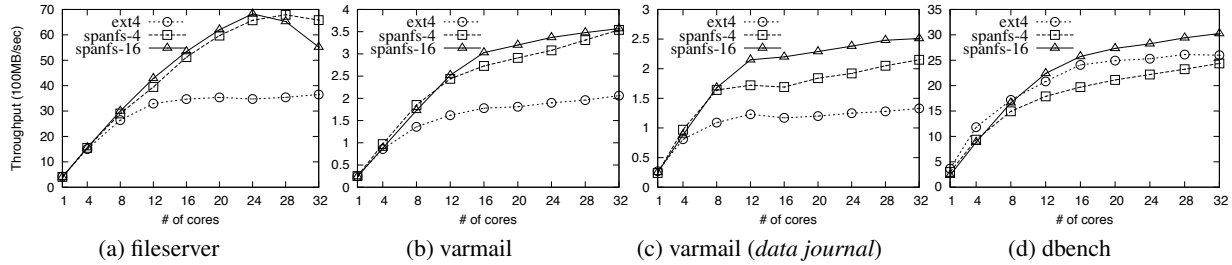 Throughput (100MB/sec)
70
60
50
40
30
20
10
0
ext4
spanfs-4
spanfs-16
1 4 8 12 16 20 24 28 32
# of cores
(a) fileserver
4
3.5
3
2.5
2
1.5
1
0.5
0
ext4
spanfs-4
spanfs-16
1 4 8 12 16 20 24 28 32
# of cores
(b) varmail
3
2.5
2
1.5
1
0.5
0
ext4
spanfs-4
spanfs-16
1 4 8 12 16 20 24 28 32
# of cores
(c) varmail (data journal)
35
30
25
20
15
10
5
0
ext4
spanfs-4
spanfs-16
1 4 8 12 16 20 24 28 32
# of cores
(d) dbench